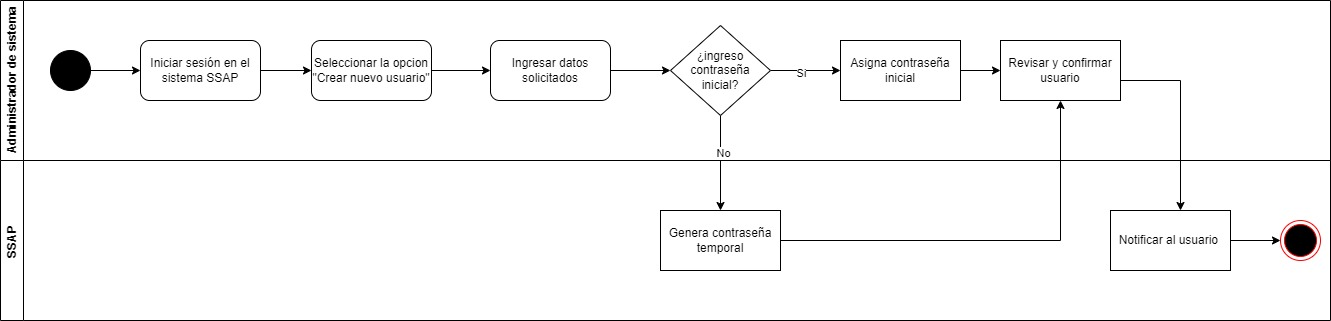 Administrador de sistema
Iniciar sesión en el
sistema SSAP
Seleccionar la opcion
"Crear nuevo usuario"
Ingresar datos
solicitados
¿ingreso
contraseña
inicial?
Si
Asigna contraseña
inicial
Revisar y confirmar
usuario
No
SSAP
Genera contraseña
temporal
Notificar al usuario